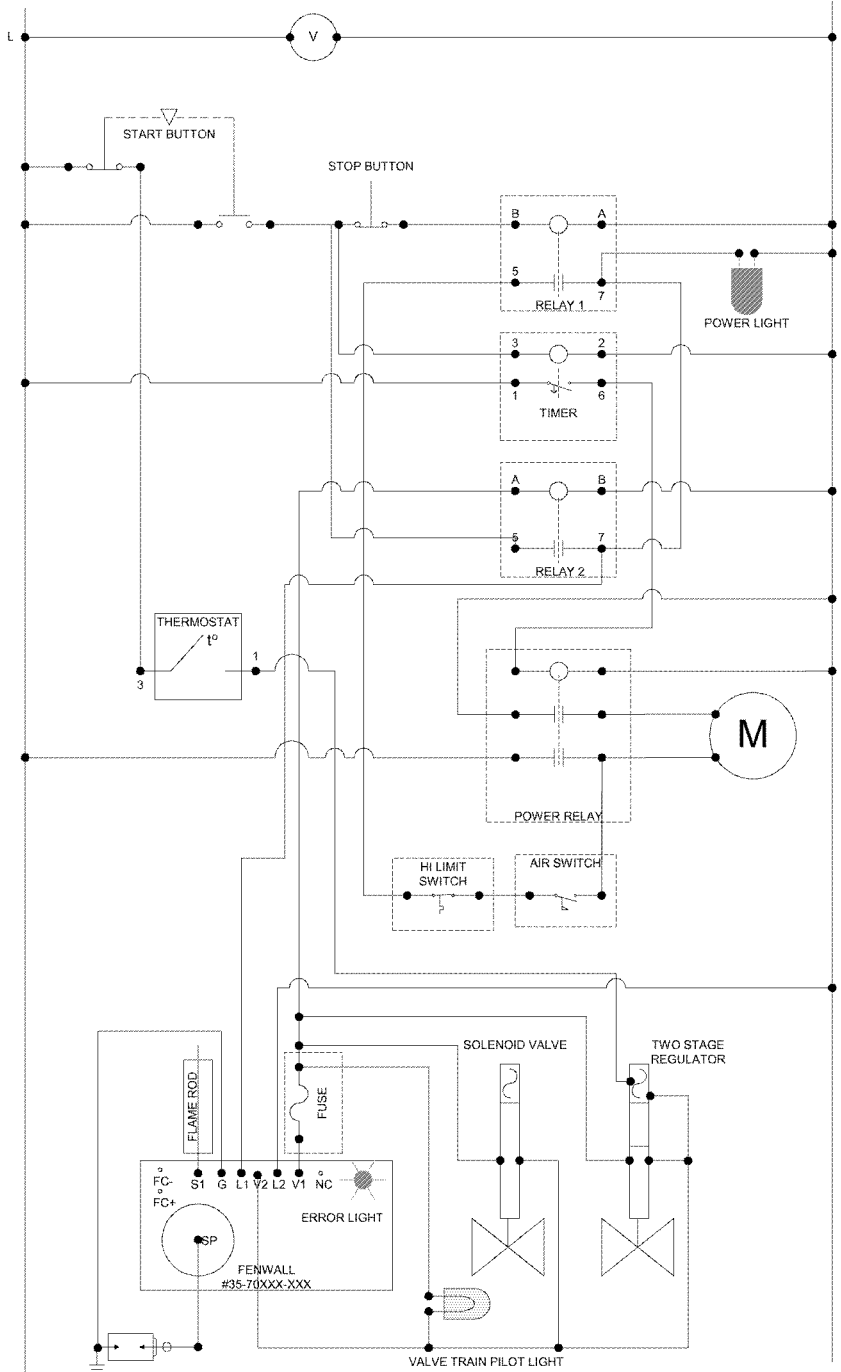 L
V
START BUTTON
STOP BUTTON
B A
5
7
RELAY 1
POWER LIGHT
3 2
1 6
TIMER
A B
5 7
RELAY 2
THERMOSTAT
t°
3
1
M
POWER RELAY
HI LIMIT
SWITCH
AIR SWITCH
SOLENOID VALVE
TWO STAGE
REGULATOR
FLAME ROD
FUSE
FC-
FC+
S1 G L1 V2 L2 V1 NC
ERROR LIGHT
SP
FENWALL
#35-70XXX-XXX
VALVE TRAIN PILOT LIGHT